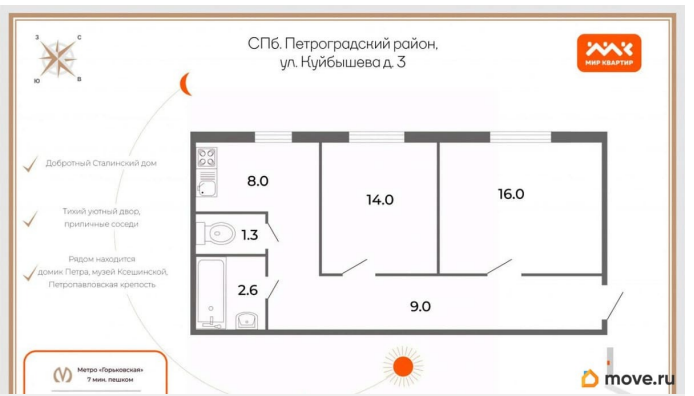 З
С
Ю
В
СПб. Петроградский район,
ул. Куйбышева д. 3
МИР КВАРТИР
Добротный Сталинский дом
Тихий уютный двор,
приличные соседи
Рядом находится
домик Петра, музей Ксешинской,
Петропавловская крепость
8.0
14.0
16.0
1.3
2.6
9.0
Метро «Горьковская»
7 мин. пешком
move.ru